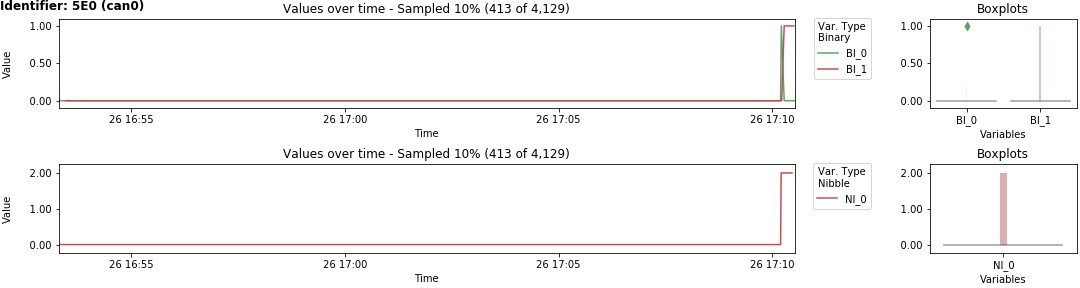 Identifier: 5E0 (can0)
Values over time - Sampled 10% (413 of 4,129)
Value
1.00
0.50
0.00
26 16:55
26 17:00
26 17:05
26 17:10
Time
Var. Type
Binary
BI_0
BI_1
Boxplots
1.00
0.50
0.00
BI_0
BI_1
Variables
Values over time - Sampled 10% (413 of 4,129)
Value
2.00
1.00
0.00
26 16:55
26 17:00
26 17:05
26 17:10
Time
Var. Type
Nibble
NI_0
Boxplots
2.00
1.00
0.00
NI_0
Variables